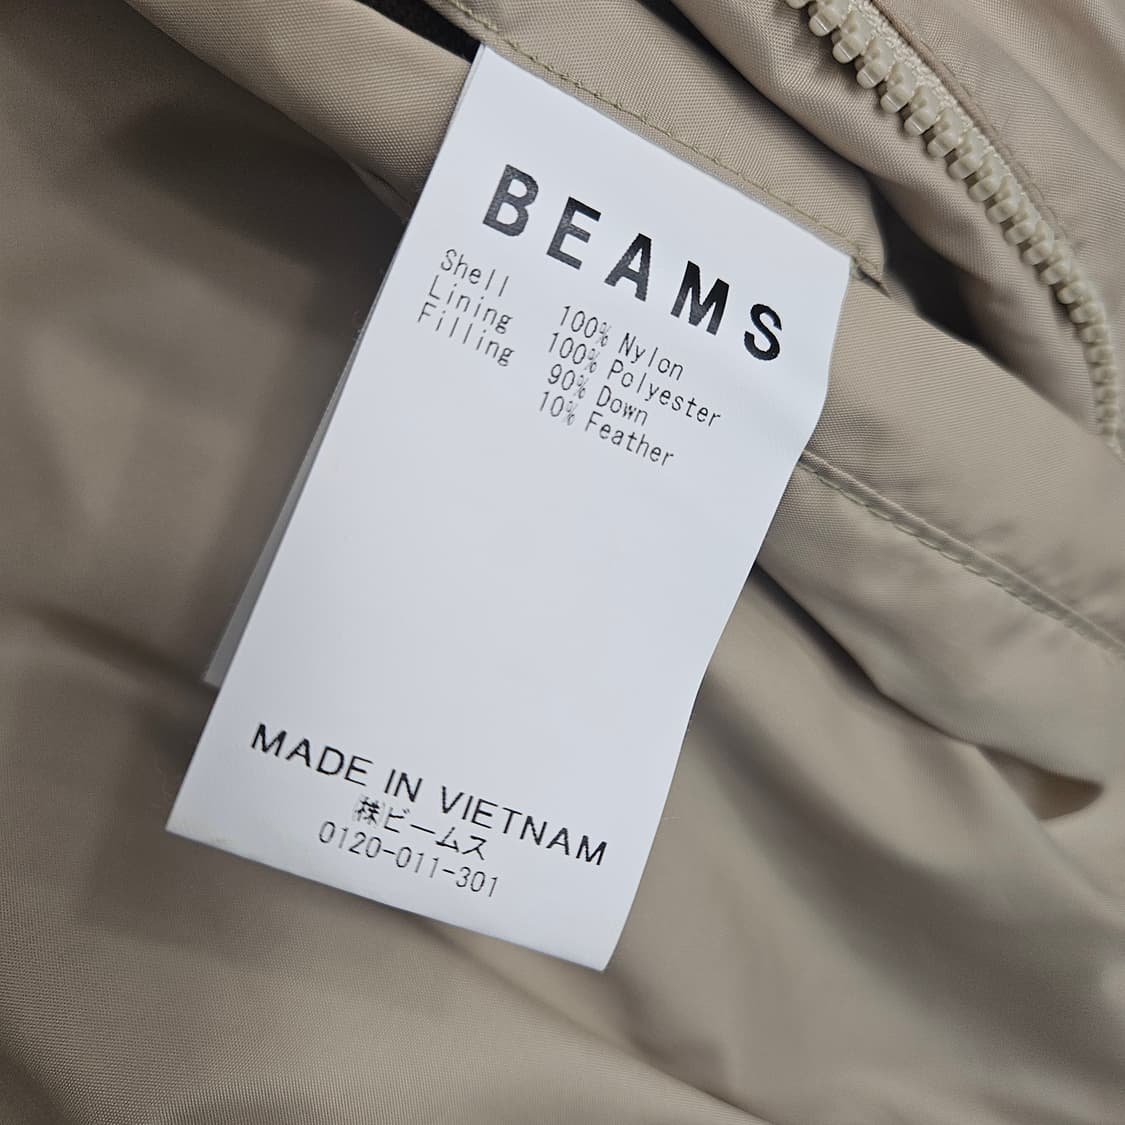 BEAMS
Shell 100% Nylon
Lining 100% Polyester
Filling 90% Down
10% Feather
MADE IN VIETNAM
㈱ビームス
0120-011-301